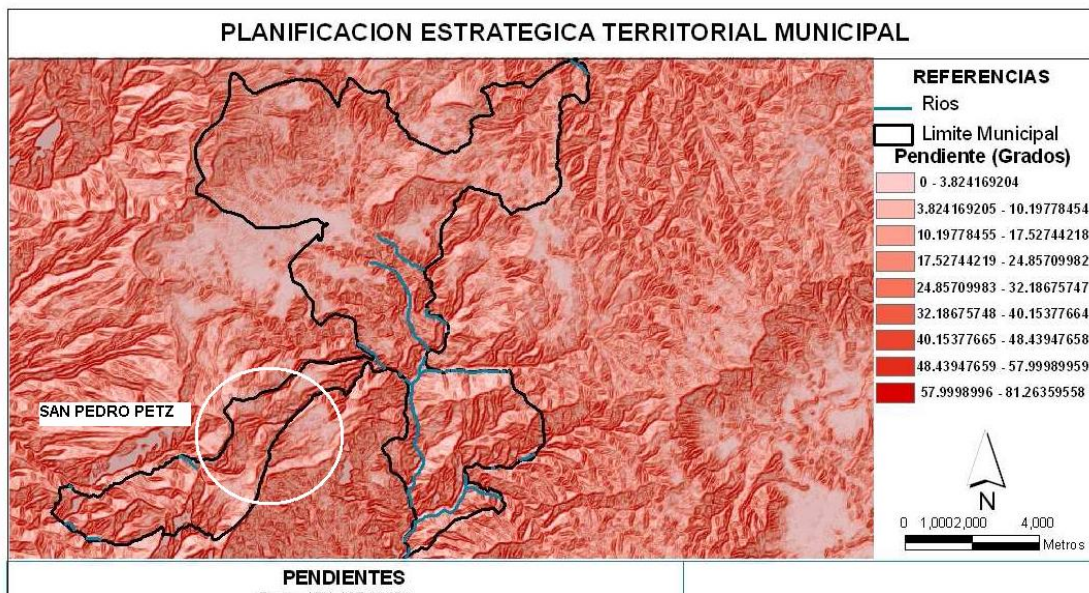 PLANIFICACION ESTRATEGICA TERRITORIAL MUNICIPAL
REFERENCIAS
Rios
Limite Municipal
Pendiente (Grados)
0 - 3.824169204
3.824169205 - 10.19778454
10.19778455 - 17.52744218
17.52744219 - 24.85709982
24.85709983 - 32.18675747
32.18675748 - 40.15377664
40.15377665 - 48.43947658
48.43947659 - 57.99989959
57.9998996 - 81.26359558
SAN PEDRO PETZ
N
0 1,0002,000 4,000
Metros
PENDIENTES